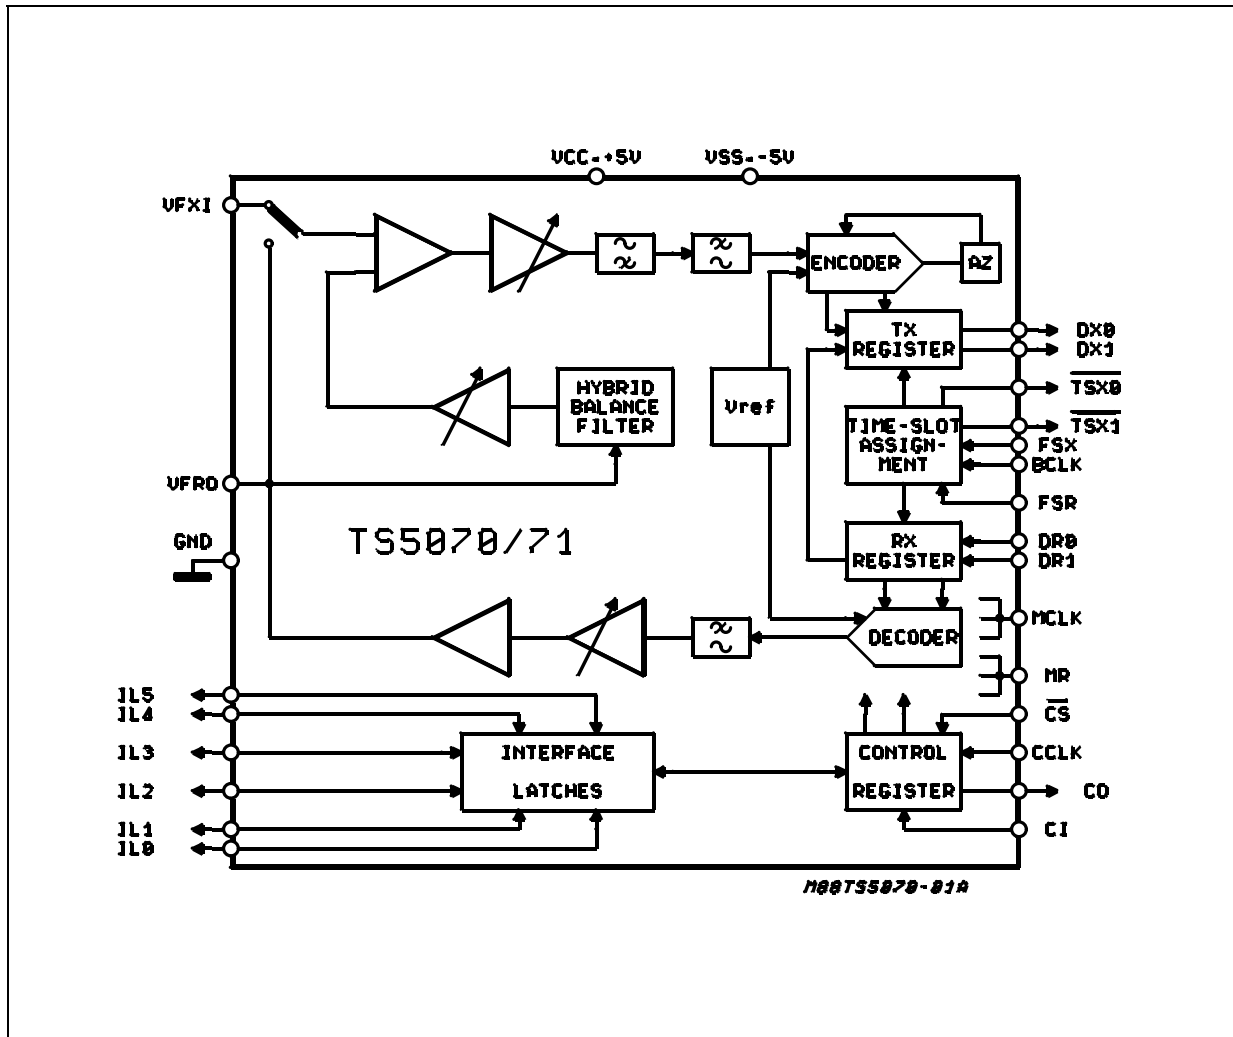 VCC=+5V
VSS=-5V
VFXI
ENCODER
AZ
TX
REGISTER
DX0
DX1
TSX0
TSX1
HYBRID
BALANCE
FILTER
Vref
TIME-SLOT
ASSIGN-
MENT
FSX
BCLK
FSR
VFRO
GND
TS5070/71
RX
REGISTER
DR0
DR1
DECODER
MCLK
MR
IL5
IL4
IL3
IL2
IL1
IL0
INTERFACE
LATCHES
CONTROL
REGISTER
CS
CCLK
CO
CI
M88TS5070-01A